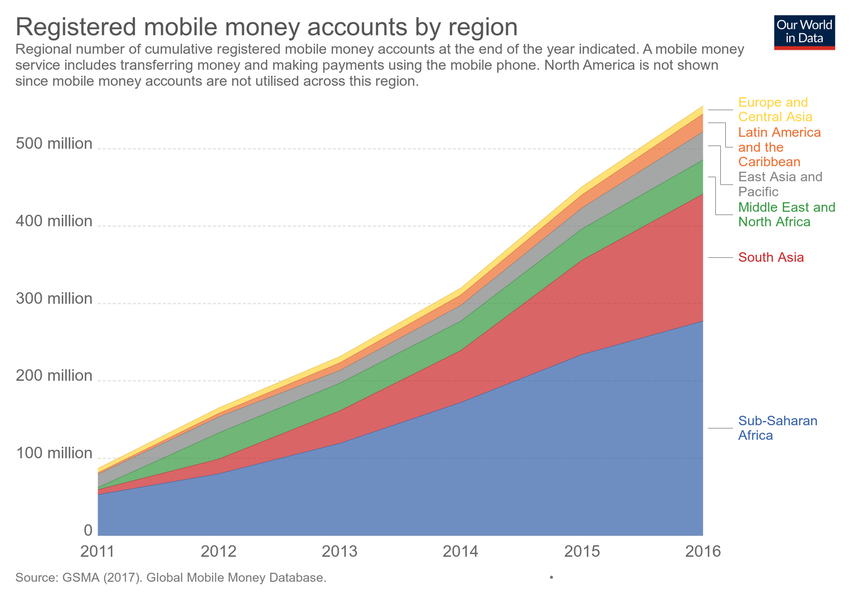 Registered mobile money accounts by region
Our World
in Data
Regional number of cumulative registered mobile money accounts at the end of the year indicated. A mobile money
service includes transferring money and making payments using the mobile phone. North America is not shown
since mobile money accounts are not utilised across this region.
500 million
400 million
300 million
200 million
100 million
0
2011
2012
2013
2014
2015
2016
Europe and
Central Asia
Latin America
and the
Caribbean
East Asia and
Pacific
Middle East and
North Africa
South Asia
Sub-Saharan
Africa
Source: GSMA (2017). Global Mobile Money Database.